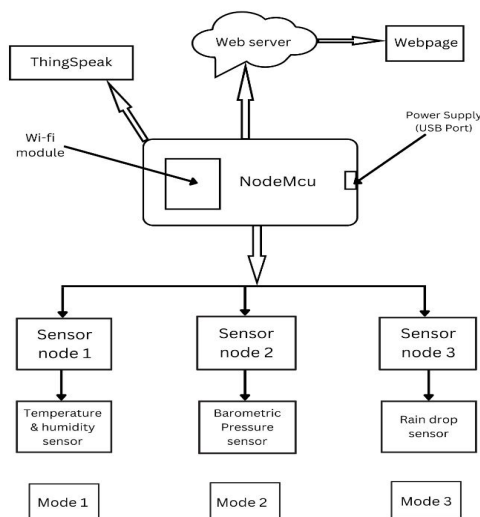 Web server
Webpage
ThingSpeak
Power Supply
(USB Port)
Wi-fi
module
NodeMcu
Sensor
node 1
Sensor
node 2
Sensor
node 3
Temperature
& humidity
sensor
Barometric
Pressure
sensor
Rain drop
sensor
Mode 1
Mode 2
Mode 3